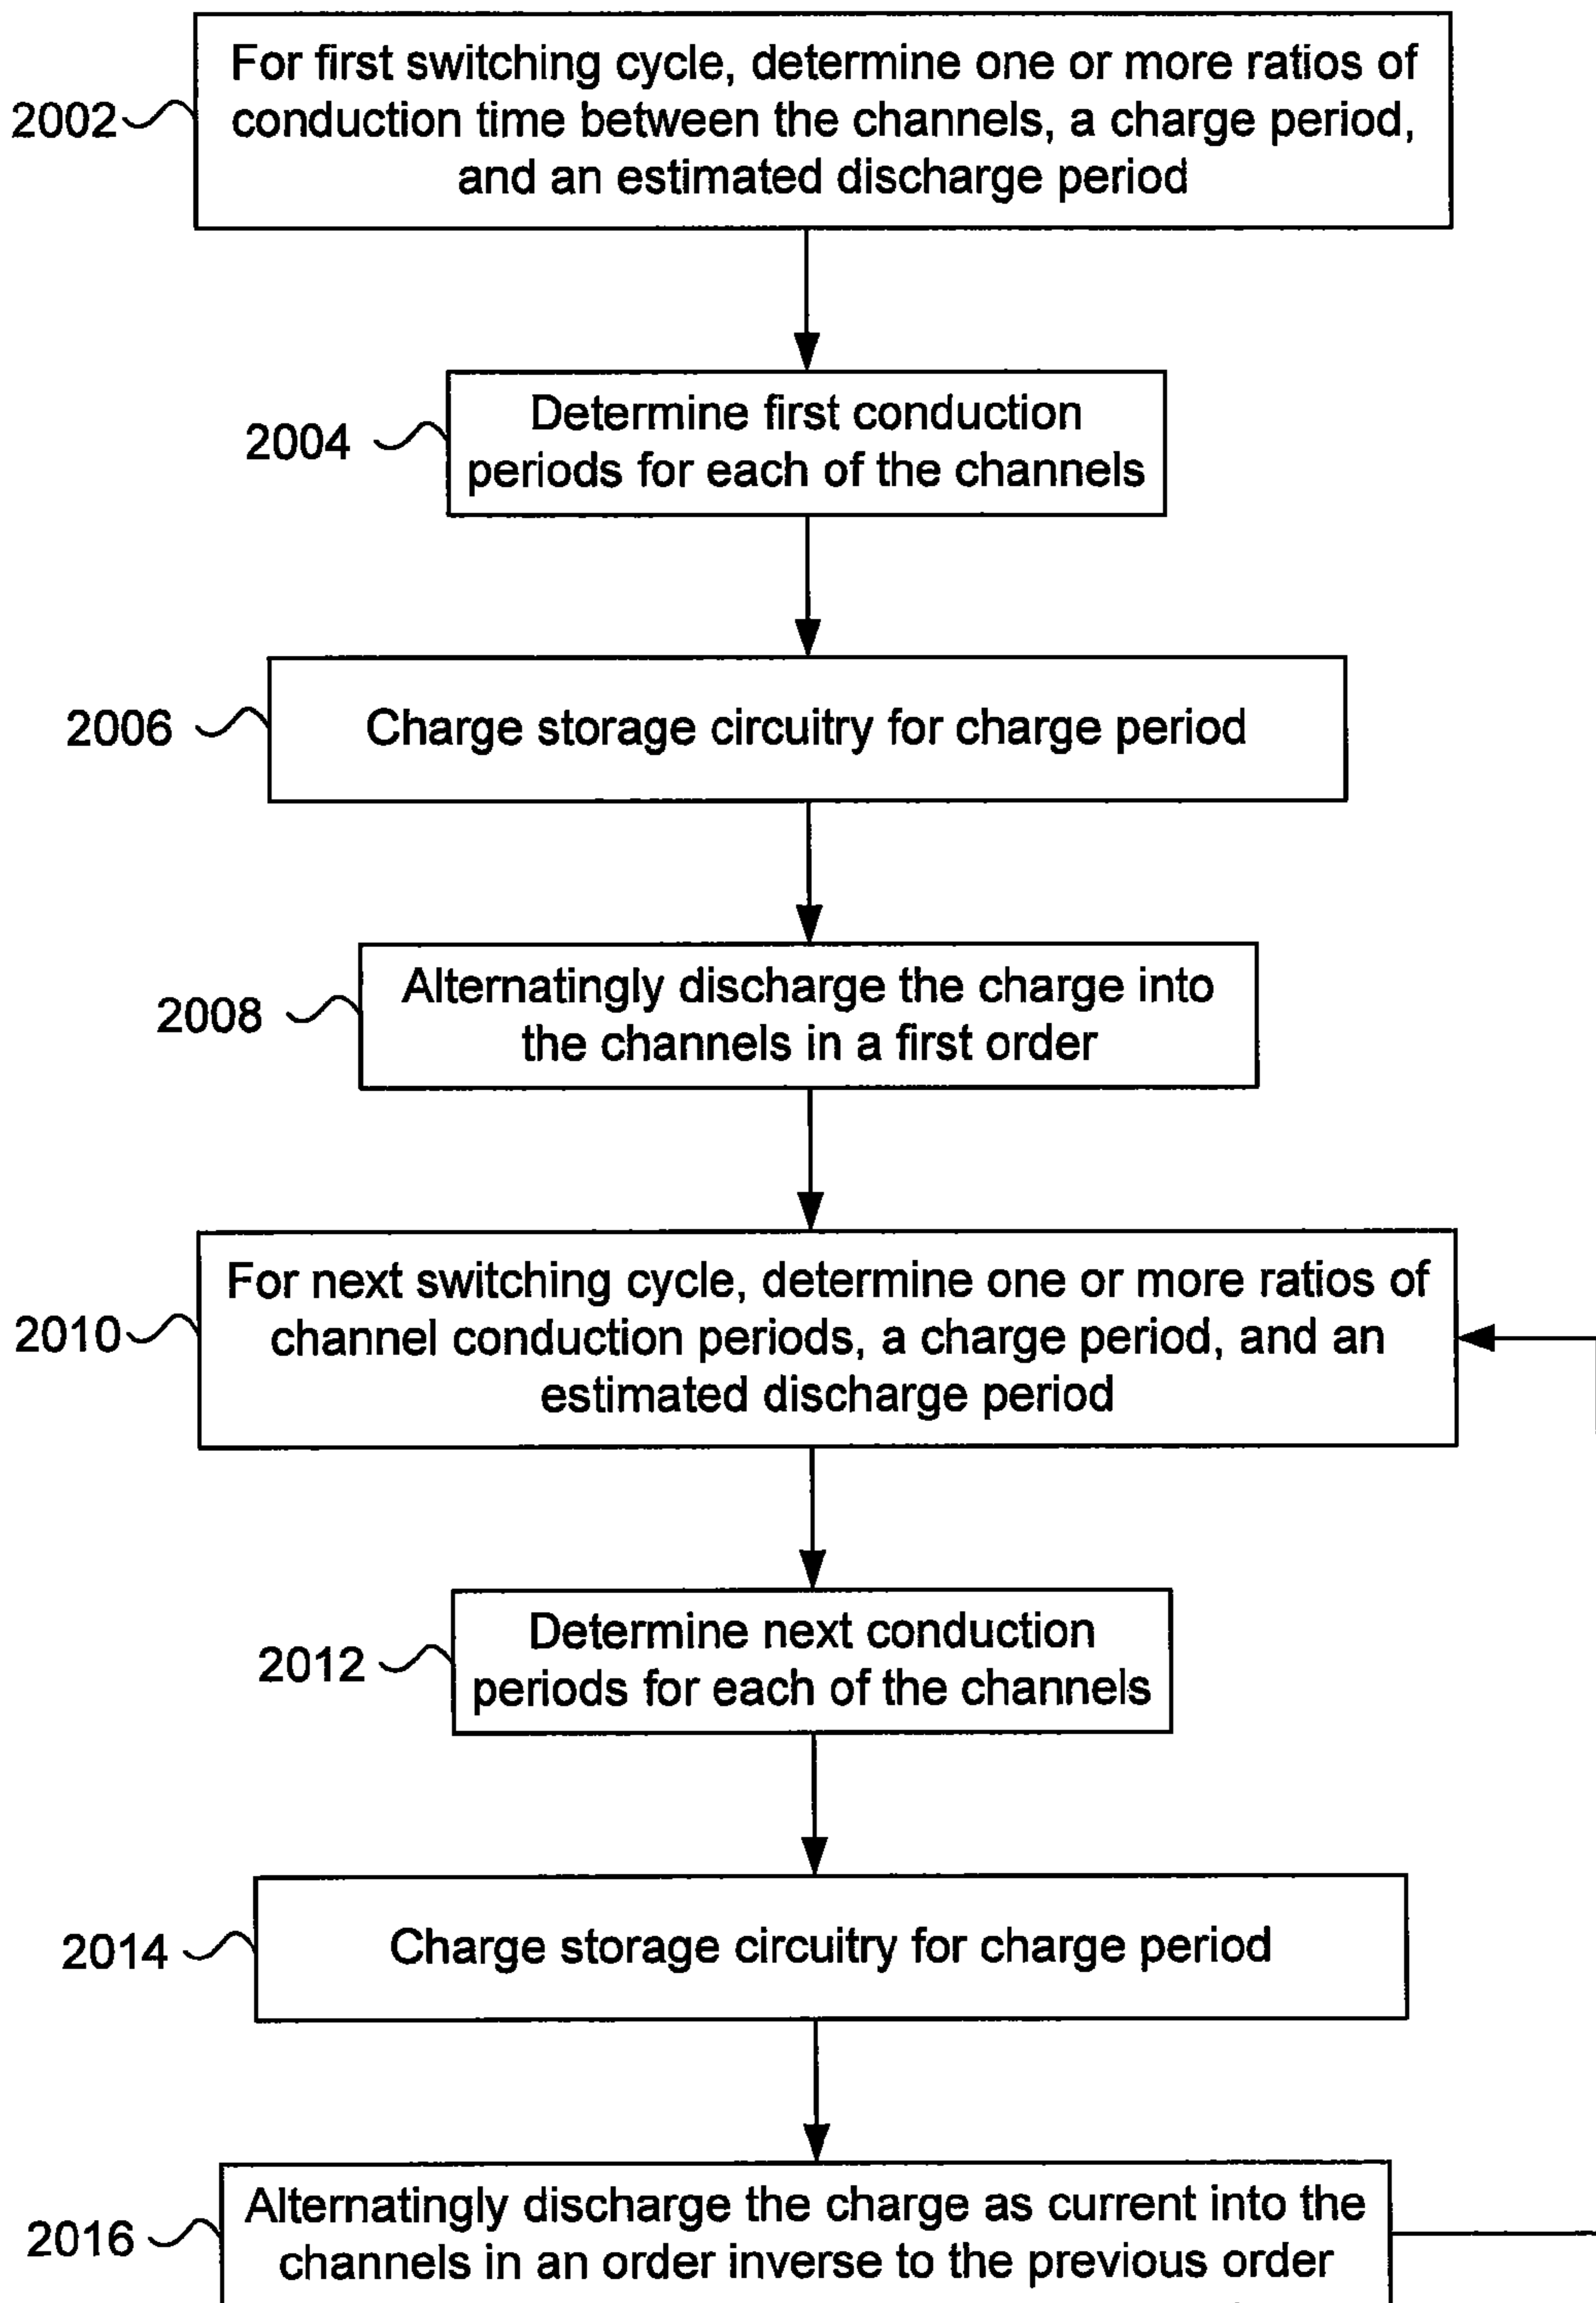 For first switching cycle, determine one or more ratios of
2002
conduction time between the channels, a charge period,
and an estimated discharge period
Determine first conduction
2004
periods for each of the channels
2006
Charge storage circuitry for charge period
Alternatingly discharge the charge into
2008
the channels in a first order
For next switching cycle, determine one or more ratios of
2010
channel conduction periods, a charge period, and an
estimated discharge period
Determine next conduction
2012
periods for each of the channels
2014
Charge storage circuitry for charge period
Alternatingly discharge the charge as current into the
2016
channels in an order inverse to the previous order